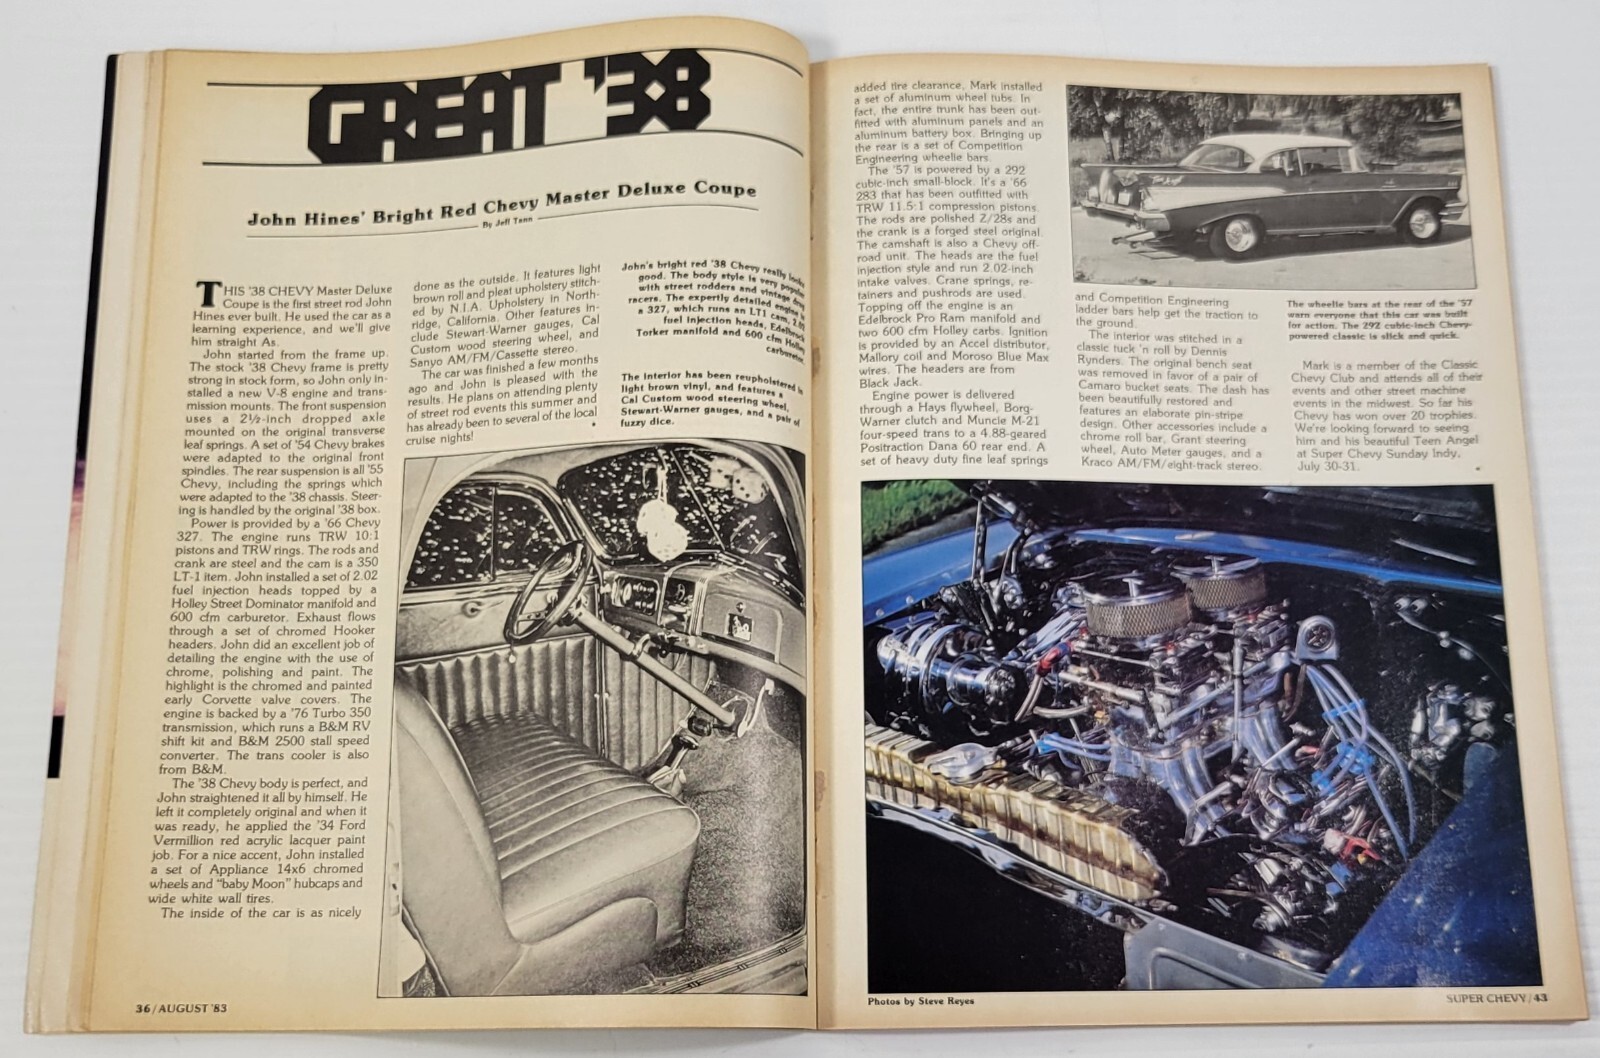 GREAT '38
John Hines' Bright Red Chevy Master Deluxe Coupe
By Jeff Tann
THIS '38 CHEVY Master Deluxe
Coupe is the first street rod John
Hines ever built. He used the car as a
learning experience, and we'll give
him straight As.
John started from the frame up.
The stock '38 Chevy frame is pretty
strong in stock form, so John only in-
stalled a new V-8 engine and trans-
mission mounts. The front suspension
uses a 2½-inch dropped axle
mounted on the original transverse
leaf springs. A set of '54 Chevy brakes
were adapted to the original front
spindles. The rear suspension is all '55
Chevy, including the springs which
were adapted to the '38 chassis. Steer-
ing is handled by the original '38 box.
Power is provided by a '66 Chevy
327. The engine runs TRW 10:1
pistons and TRW rings. The rods and
crank are steel and the cam is a 350
LT-1 item. John installed a set of 2.02
fuel injection heads topped by a
Holley Street Dominator manifold and
600 cfm carburetor. Exhaust flows
through a set of chromed Hooker
headers. John did an excellent job of
detailing the engine with the use of
chrome, polishing and paint. The
highlight is the chromed and painted
early Corvette valve covers. The
engine is backed by a '76 Turbo 350
transmission, which runs a B&M RV
shift kit and B&M 2500 stall speed
converter. The trans cooler is also
from B&M.
The '38 Chevy body is perfect, and
John straightened it all by himself. He
left it completely original and when it
was ready, he applied the '34 Ford
Vermillion red acrylic lacquer paint
job. For a nice accent, John installed
a set of Appliance 14x6 chromed
wheels and "baby Moon" hubcaps and
wide white wall tires.
The inside of the car is as nicely
done as the outside. It features light
brown roll and pleat upholstery stitch-
ed by N.I.A. Upholstery in North-
ridge, California. Other features in-
clude Stewart-Warner gauges, Cal
Custom wood steering wheel, and
Sanyo AM/FM/Cassette stereo.
The car was finished a few months
ago and John is pleased with the
results. He plans on attending plenty
of street rod events this summer and
has already been to several of the local
cruise nights!
John's bright red '38 Chevy really looks
good. The body style is very popular
with street rodders and vintage drag
racers. The expertly detailed engine is
a 327, which runs an LT1 cam, 2.02
fuel injection heads, Edelbrock
Torker manifold and 600 cfm Holley
carburetor.
The interior has been reupholstered in
light brown vinyl, and features a
Cal Custom wood steering wheel,
Stewart-Warner gauges, and a pair of
fuzzy dice.
36/AUGUST '83
added tire clearance, Mark installed
a set of aluminum wheel tubs. In
fact, the entire trunk has been out-
fitted with aluminum panels and an
aluminum battery box. Bringing up
the rear is a set of Competition
Engineering wheelie bars.
The '57 is powered by a 292
cubic-inch small-block. It's a '66
283 that has been outfitted with
TRW 11.5:1 compression pistons.
The rods are polished Z/28s and
the crank is a forged steel original.
The camshaft is also a Chevy off-
road unit. The heads are the fuel
injection style and run 2.02-inch
intake valves. Crane springs, re-
tainers and pushrods are used.
Topping off the engine is an
Edelbrock Pro Ram manifold and
two 600 cfm Holley carbs. Ignition
is provided by an Accel distributor,
Mallory coil and Moroso Blue Max
wires. The headers are from
Black Jack.
Engine power is delivered
through a Hays flywheel, Borg-
Warner clutch and Muncie M-21
four-speed trans to a 4.88-geared
Positraction Dana 60 rear end. A
set of heavy duty fine leaf springs
and Competition Engineering
ladder bars help get the traction to
the ground.
The interior was stitched in a
classic tuck 'n roll by Dennis
Rynders. The original bench seat
was removed in favor of a pair of
Camaro bucket seats. The dash has
been beautifully restored and
features an elaborate pin-stripe
design. Other accessories include a
chrome roll bar, Grant steering
wheel, Auto Meter gauges, and a
Kraco AM/FM/eight-track stereo.
The wheelie bars at the rear of the '57
warn everyone that this car was built
for action. The 292 cubic-inch Chevy-
powered classic is slick and quick.
Mark is a member of the Classic
Chevy Club and attends all of their
events and other street machine
events in the midwest. So far his
Chevy has won over 20 trophies.
We're looking forward to seeing
him and his beautiful Teen Angel
at Super Chevy Sunday Indy,
July 30-31.
Teen Angel
Photos by Steve Reyes
SUPER CHEVY/43